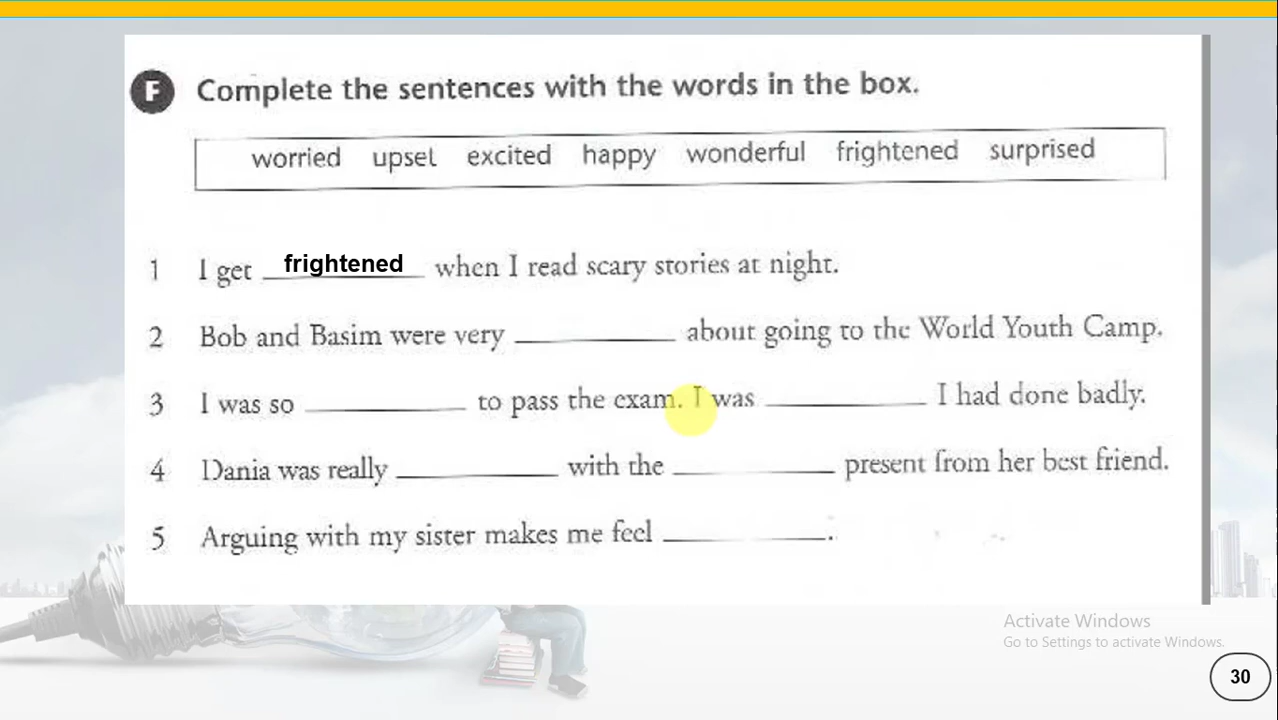 F Complete the sentences with the words in the box.
worried upset excited happy wonderful frightened surprised
1 I get frightened when I read scary stories at night.
2 Bob and Basim were very __________ about going to the World Youth Camp.
3 I was so __________ to pass the exam. I was __________ I had done badly.
4 Dania was really __________ with the __________ present from her best friend.
5 Arguing with my sister makes me feel __________.
Activate Windows
Go to Settings to activate Windows.
30